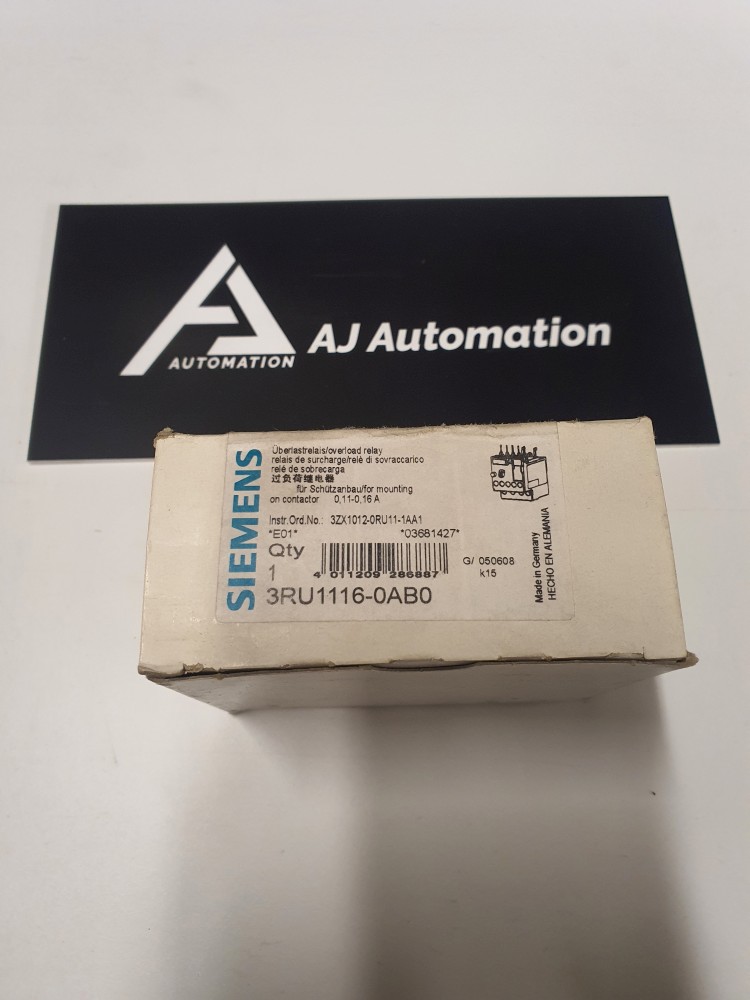 AUTOMATION
AJ Automation
SIEMENS
Überlastrelais/overload relay
relais de surcharge/relè di sovraccarico
relé de sobrecarga
过负荷继电器
für Schützanbau/for mounting
on contactor 0,11-0,16 A
Instr.Ord.No.: 3ZX1012-0RU11-1AA1
*E01* *03681427*
Qty
1
4 011209 286887
G/ 050608
k15
3RU1116-0AB0
Made in Germany
HECHO EN ALEMANIA